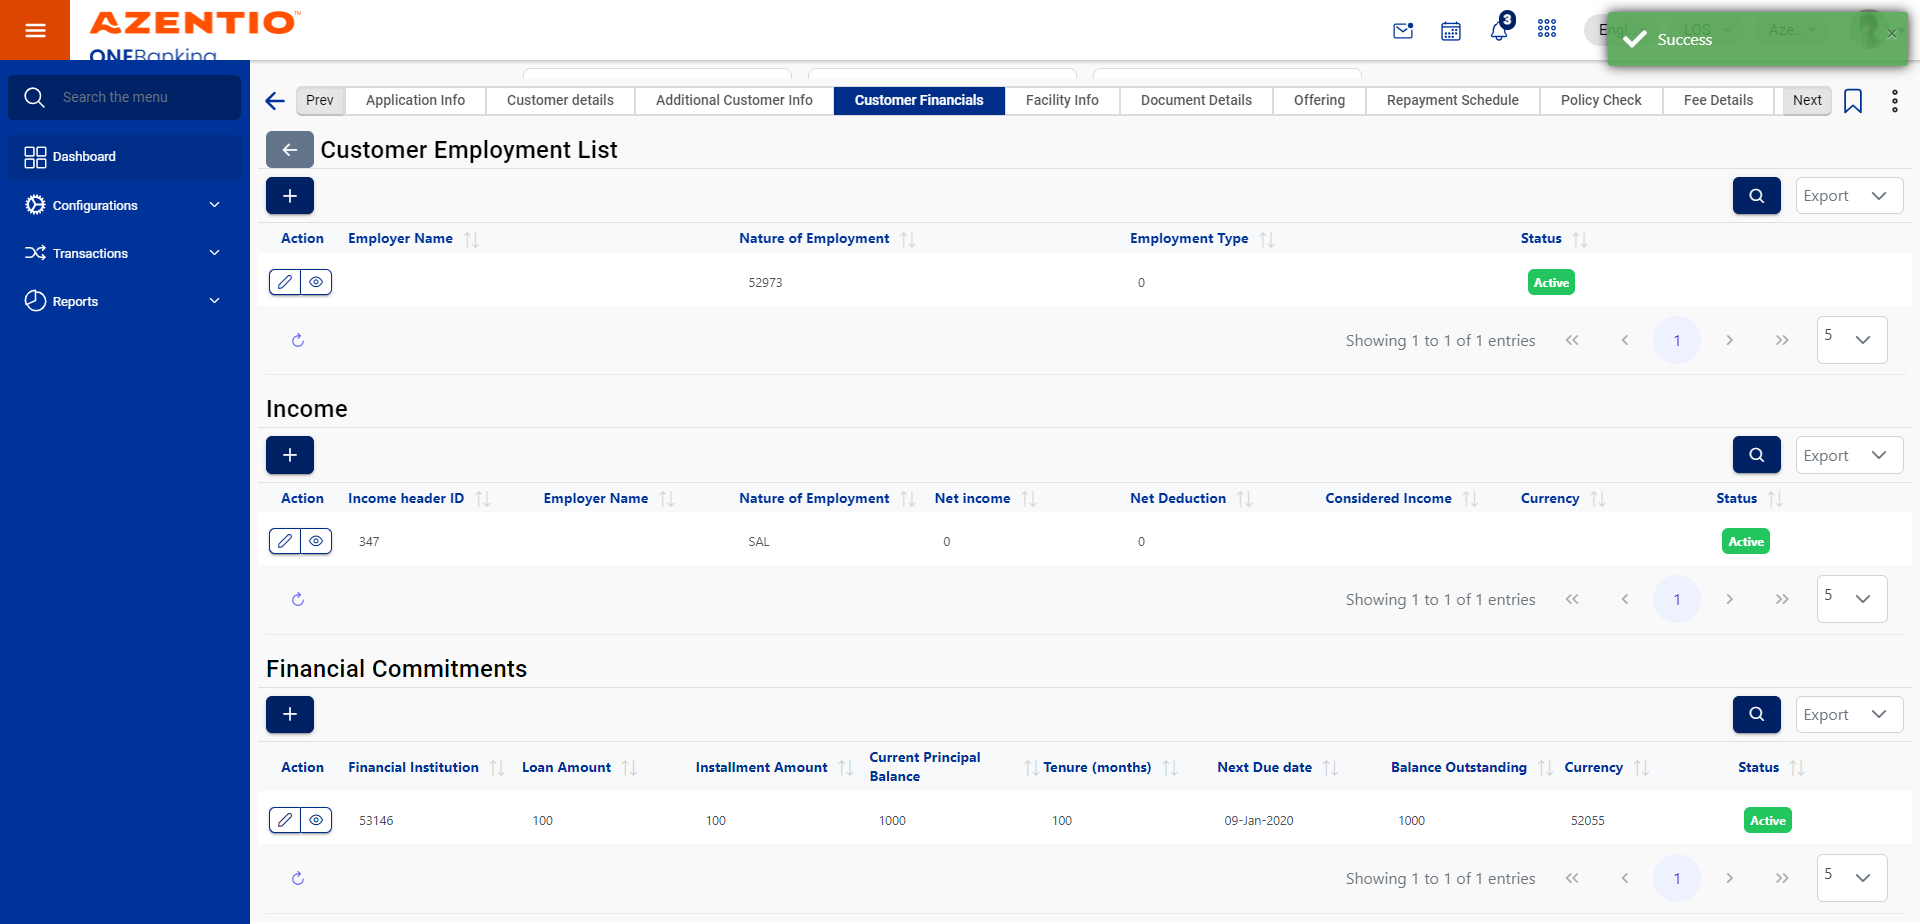 AZENTIO™
ONEBanking
3
LOS
Aze...
Success
Search the menu
Dashboard
Configurations
Transactions
Reports
Prev
Application Info
Customer details
Additional Customer Info
Customer Financials
Facility Info
Document Details
Offering
Repayment Schedule
Policy Check
Fee Details
Next
Customer Employment List
Export
Action
Employer Name
Nature of Employment
Employment Type
Status
52973
0
Active
Showing 1 to 1 of 1 entries
1
5
Income
Export
Action
Income header ID
Employer Name
Nature of Employment
Net income
Net Deduction
Considered Income
Currency
Status
347
SAL
0
0
Active
Showing 1 to 1 of 1 entries
1
5
Financial Commitments
Export
Action
Financial Institution
Loan Amount
Installment Amount
Current Principal
Balance
Tenure (months)
Next Due date
Balance Outstanding
Currency
Status
53146
100
100
1000
100
09-Jan-2020
1000
52055
Active
Showing 1 to 1 of 1 entries
1
5